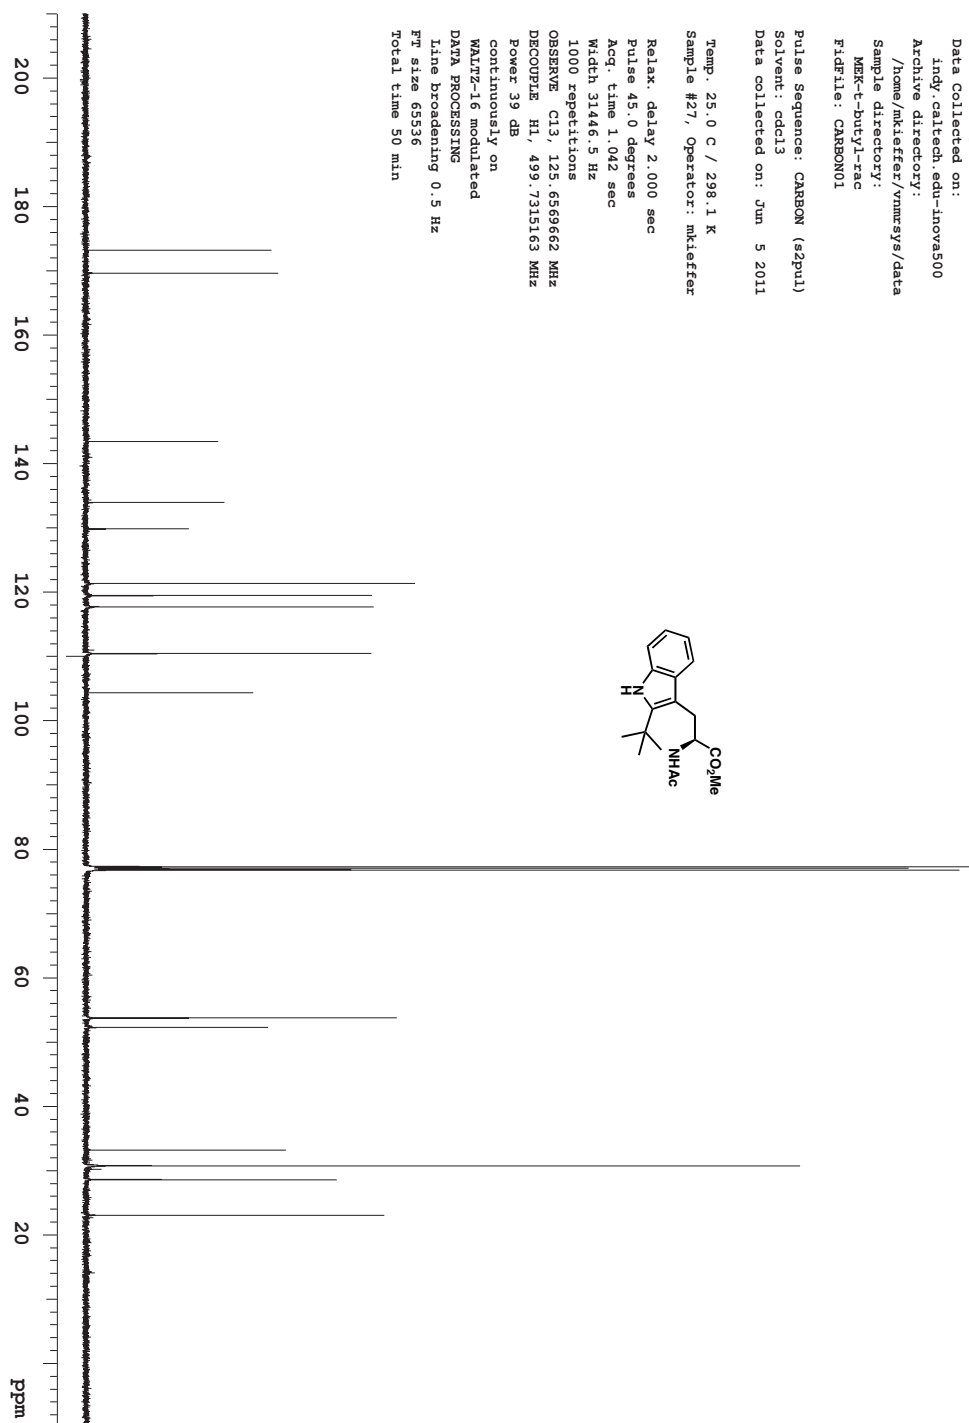 Data Collected on:
indy.caltech.edu-inova500
Archive directory:
/home/mkieffer/vnmrsys/data
Sample directory:
MEK-t-butyl-rac
FidFile: CARBON01
Pulse Sequence: CARBON (s2pul)
Solvent: cdcl3
Data collected on: Jun 5 2011
Temp. 25.0 C / 298.1 K
Sample #27, Operator: mkieffer
Relax. delay 2.000 sec
Pulse 45.0 degrees
Acq. time 1.042 sec
Width 31446.5 Hz
1000 repetitions
OBSERVE C13, 125.6569662 MHz
DECOUPLE H1, 499.7315163 MHz
Power 39 dB
continuously on
WALTZ-16 modulated
DATA PROCESSING
Line broadening 0.5 Hz
FT size 65536
Total time 50 min
CO2Me
NHAc
N
H
200 180 160 140 120 100 80 60 40 20 ppm